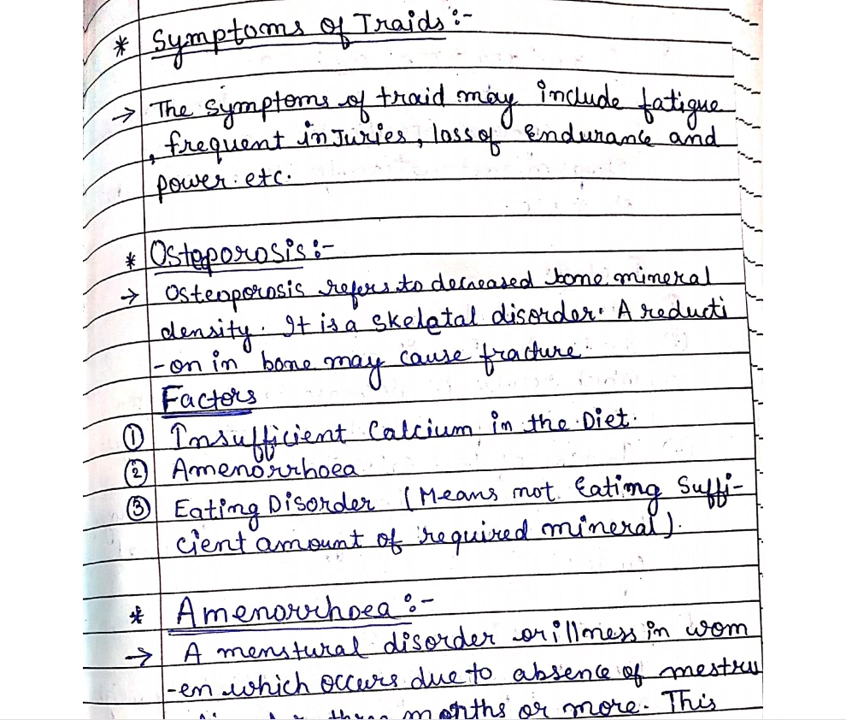 * Symptoms of Traids :-
→ The symptoms of traid may include fatigue
, frequent inJuries, loss of Endurance and
power. etc.
* Osteporosis :-
→ Osteoporosis refers to decreased bone mineral
density. It is a skeletal disorder. A reducti
-on in bone may cause fracture.
Factors
① Insufficient Calcium in the Diet.
② Amenorrhoea
③ Eating Disorder (Means not Eating Suffi-
cient amount of required mineral).
* Amenorrhoea :-
→ A menstural disorder or illness in wom
-en which occurs due to absence of mestru
three months or more. This